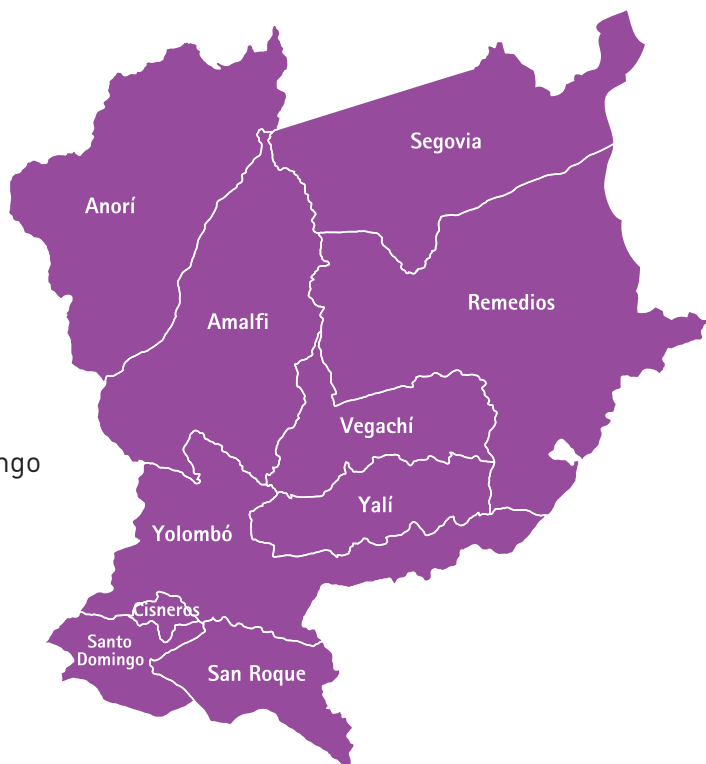 Segovia
Anorí
Remedios
Amalfi
Vegachí
ngo
Yalí
Yolombó
Cisneros
Santo
Domingo
San Roque